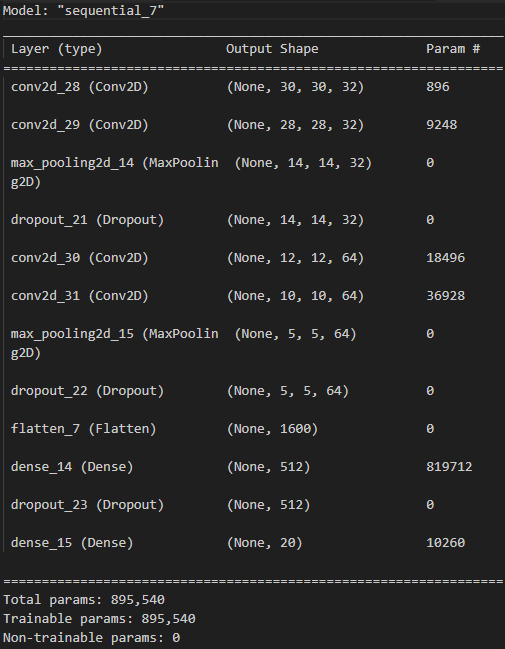 Model: "sequential_7"
_________________________________________________________________
Layer (type) Output Shape Param #
=================================================================
conv2d_28 (Conv2D) (None, 30, 30, 32) 896
conv2d_29 (Conv2D) (None, 28, 28, 32) 9248
max_pooling2d_14 (MaxPoolin (None, 14, 14, 32) 0
g2D)
dropout_21 (Dropout) (None, 14, 14, 32) 0
conv2d_30 (Conv2D) (None, 12, 12, 64) 18496
conv2d_31 (Conv2D) (None, 10, 10, 64) 36928
max_pooling2d_15 (MaxPoolin (None, 5, 5, 64) 0
g2D)
dropout_22 (Dropout) (None, 5, 5, 64) 0
flatten_7 (Flatten) (None, 1600) 0
dense_14 (Dense) (None, 512) 819712
dropout_23 (Dropout) (None, 512) 0
dense_15 (Dense) (None, 20) 10260
=================================================================
Total params: 895,540
Trainable params: 895,540
Non-trainable params: 0